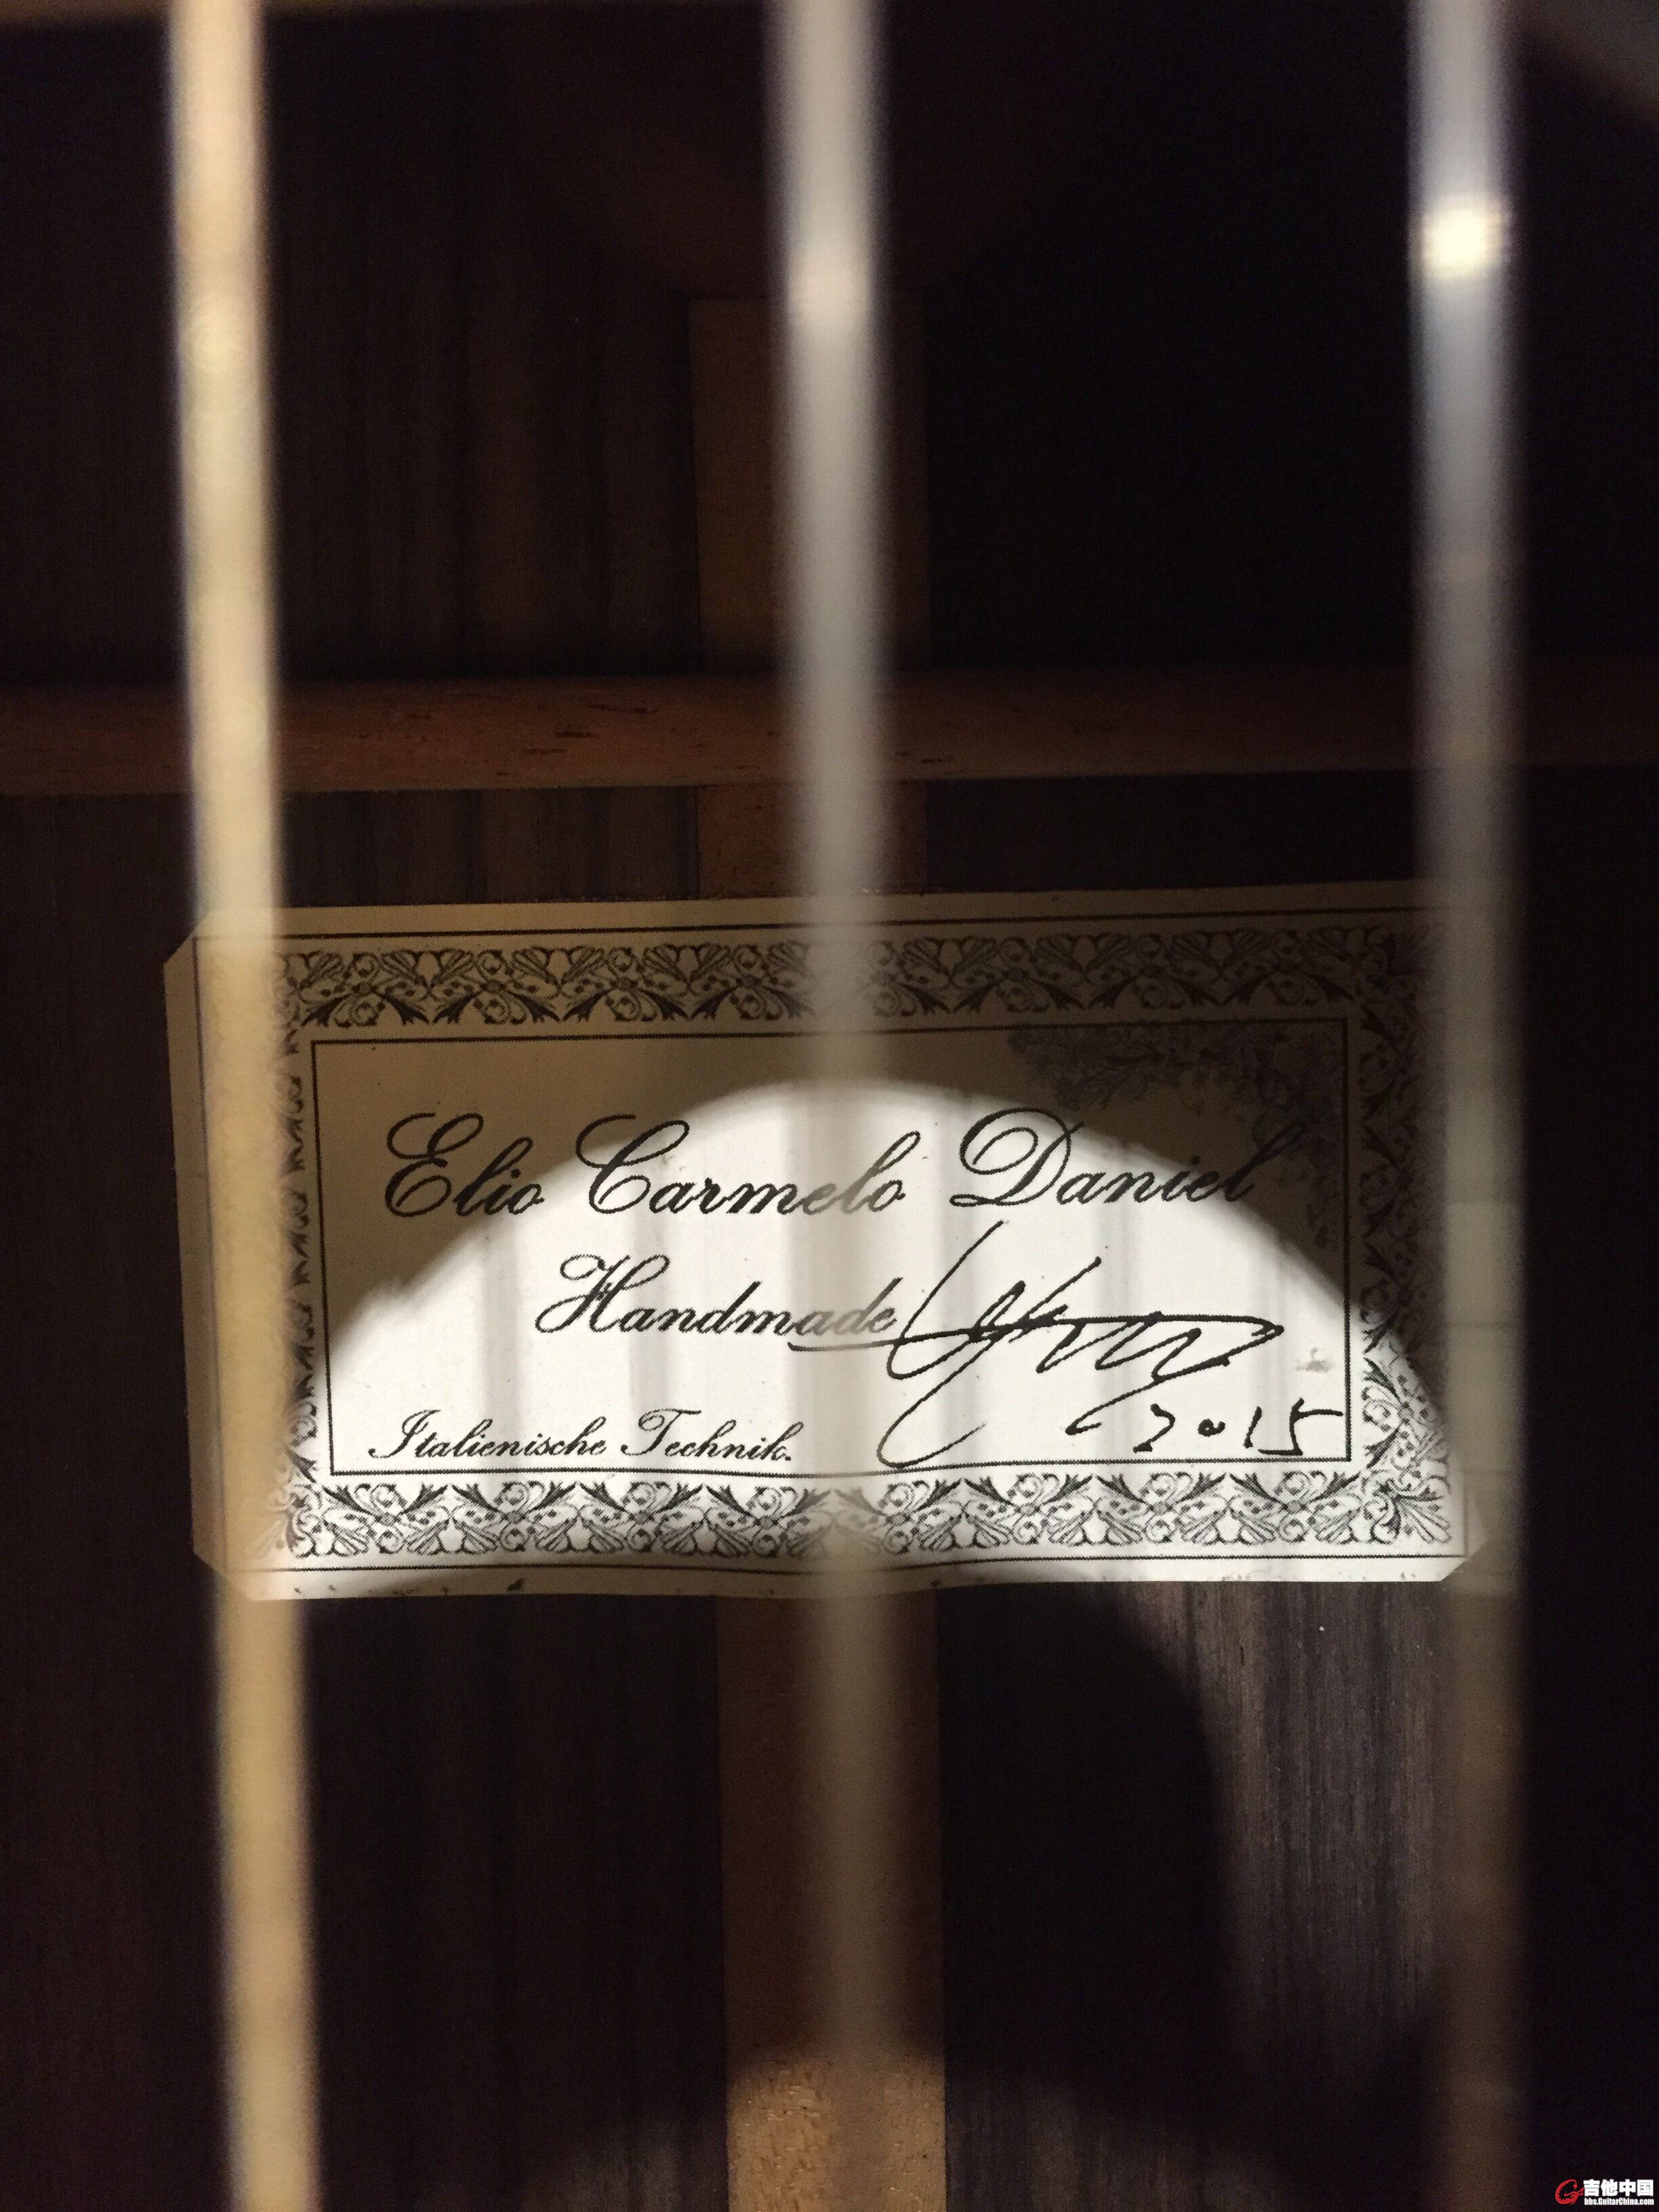 Elio Carmelo Daniel
Handmade
2015
Italienische Technik.
吉他中国
bbs.GuitarChina.com